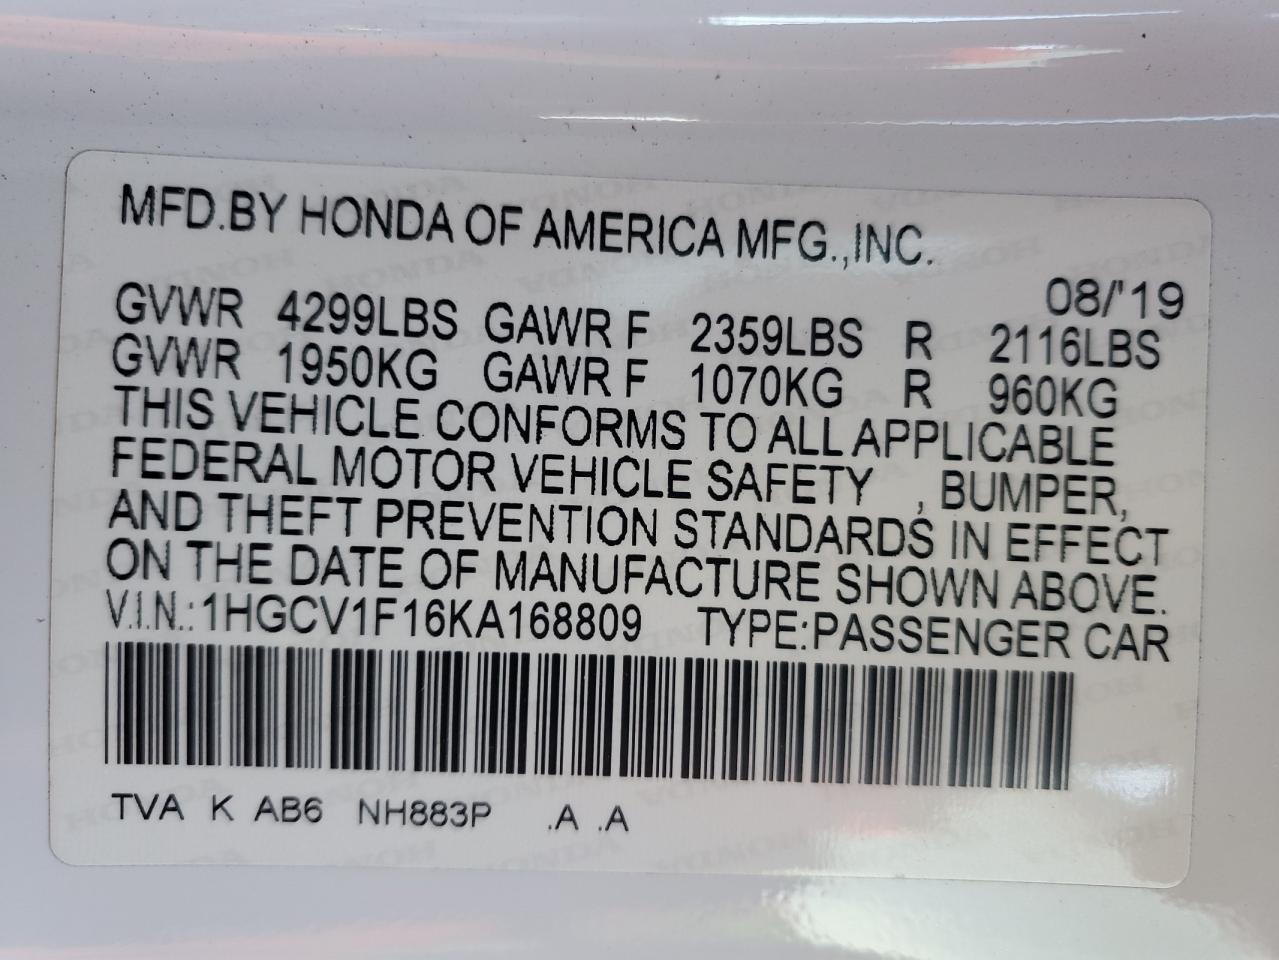 MFD.BY HONDA OF AMERICA MFG.,INC.
08/'19
GVWR 4299LBS GAWR F 2359LBS R 2116LBS
GVWR 1950KG GAWR F 1070KG R 960KG
THIS VEHICLE CONFORMS TO ALL APPLICABLE
FEDERAL MOTOR VEHICLE SAFETY , BUMPER,
AND THEFT PREVENTION STANDARDS IN EFFECT
ON THE DATE OF MANUFACTURE SHOWN ABOVE.
V.I.N.: 1HGCV1F16KA168809 TYPE:PASSENGER CAR
TVA K AB6 NH883P .A .A